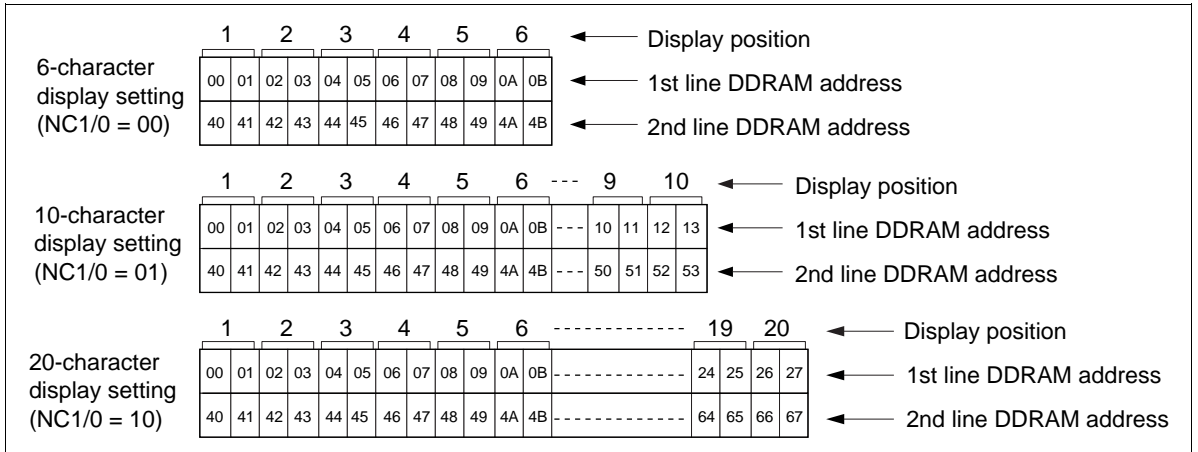 1 2 3 4 5 6 Display position
6-character display setting (NC1/0 = 00)
00 01 02 03 04 05 06 07 08 09 0A 0B 1st line DDRAM address
40 41 42 43 44 45 46 47 48 49 4A 4B 2nd line DDRAM address
1 2 3 4 5 6 --- 9 10 Display position
10-character display setting (NC1/0 = 01)
00 01 02 03 04 05 06 07 08 09 0A 0B --- 10 11 12 13 1st line DDRAM address
40 41 42 43 44 45 46 47 48 49 4A 4B --- 50 51 52 53 2nd line DDRAM address
1 2 3 4 5 6 -------------- 19 20 Display position
20-character display setting (NC1/0 = 10)
00 01 02 03 04 05 06 07 08 09 0A 0B -------------- 24 25 26 27 1st line DDRAM address
40 41 42 43 44 45 46 47 48 49 4A 4B -------------- 64 65 66 67 2nd line DDRAM address